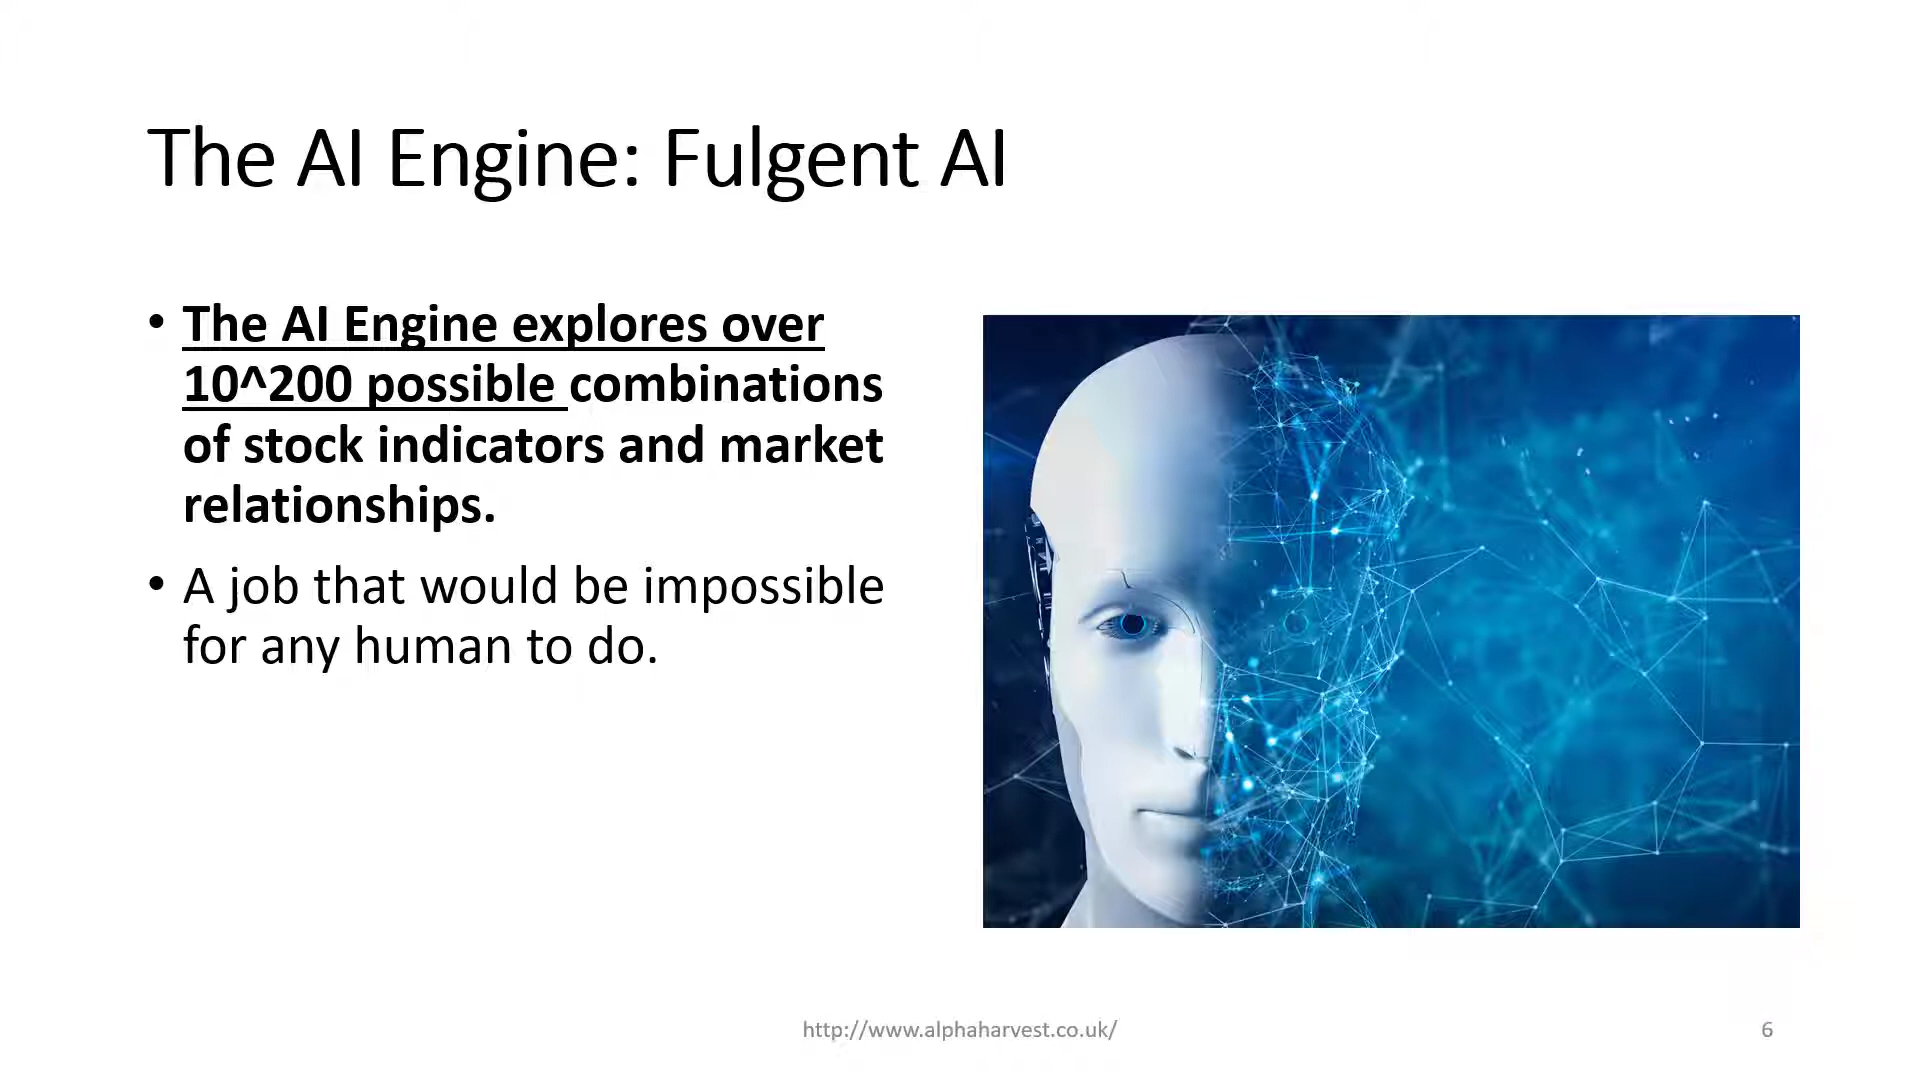 The AI Engine: Fulgent AI
• The AI Engine explores over
10^200 possible combinations
of stock indicators and market
relationships.
• A job that would be impossible
for any human to do.
http://www.alphaharvest.co.uk/
6